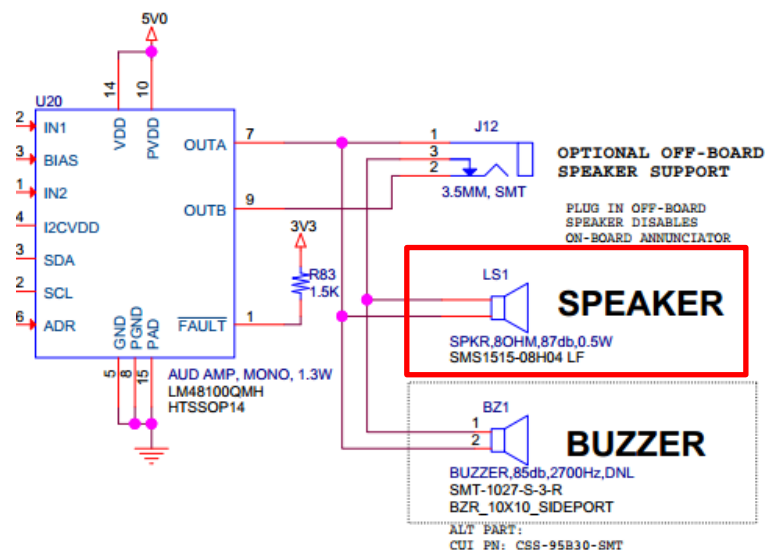 5V0
14
10
U20
2
IN1
VDD
PVDD
OUTA
7
1
J12
3
BIAS
3
OPTIONAL OFF-BOARD
SPEAKER SUPPORT
1
IN2
2
3.5MM, SMT
OUTB
9
4
I2CVDD
PLUG IN OFF-BOARD
SPEAKER DISABLES
ON-BOARD ANNUNCIATOR
3V3
3
SDA
R83
1.5K
2
SCL
LS1
SPEAKER
6
ADR
GND
PGND
PAD
FAULT
1
SPKR,8OHM,87db,0.5W
SMS1515-08H04 LF
5
8
15
AUD AMP, MONO, 1.3W
LM48100QMH
HTSSOP14
BZ1
1
2
BUZZER
BUZZER,85db,2700Hz,DNL
SMT-1027-S-3-R
BZR_10X10_SIDEPORT
ALT PART:
CUI PN: CSS-95B30-SMT